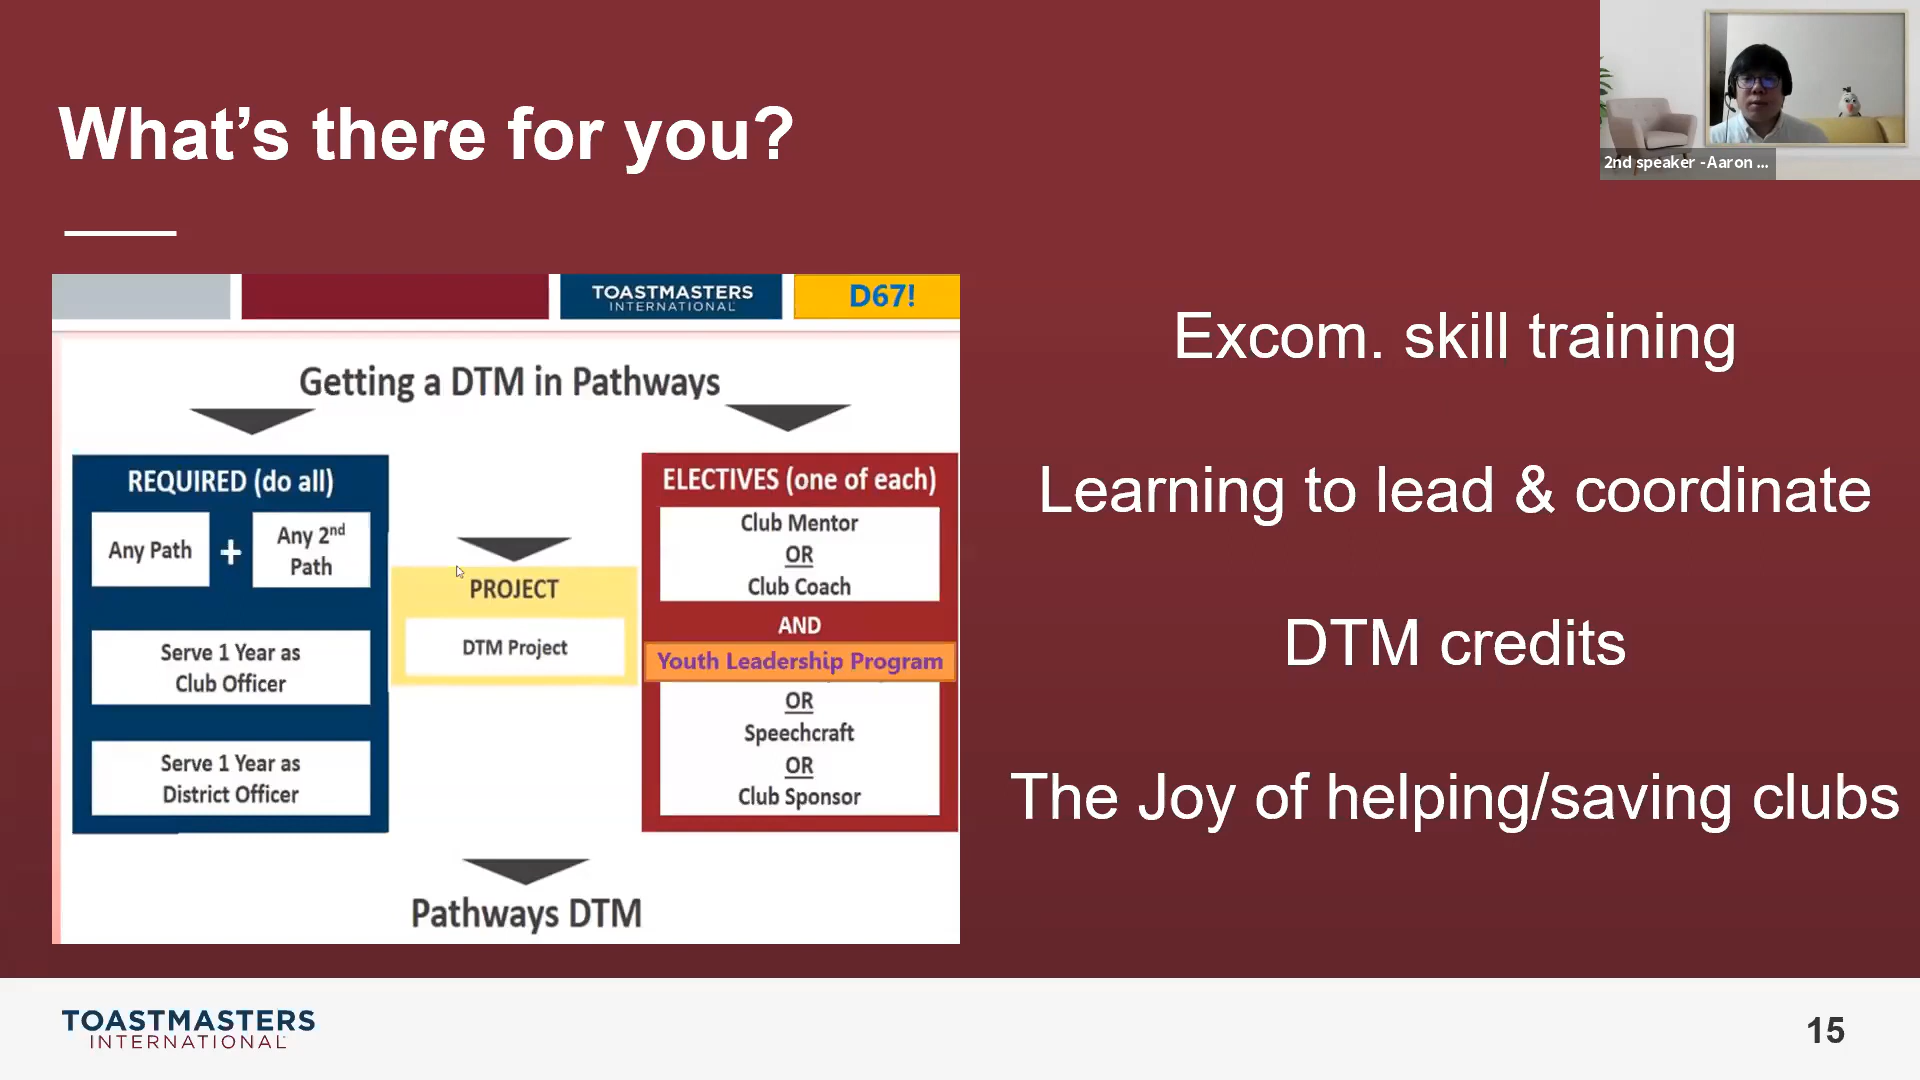 What’s there for you?
2nd speaker -Aaron ...
TOASTMASTERS
INTERNATIONAL
D67!
Getting a DTM in Pathways
REQUIRED (do all)
Any Path
+
Any 2nd
Path
Serve 1 Year as
Club Officer
Serve 1 Year as
District Officer
PROJECT
DTM Project
ELECTIVES (one of each)
Club Mentor
OR
Club Coach
AND
Youth Leadership Program
OR
Speechcraft
OR
Club Sponsor
Pathways DTM
Excom. skill training
Learning to lead & coordinate
DTM credits
The Joy of helping/saving clubs
TOASTMASTERS
INTERNATIONAL
15